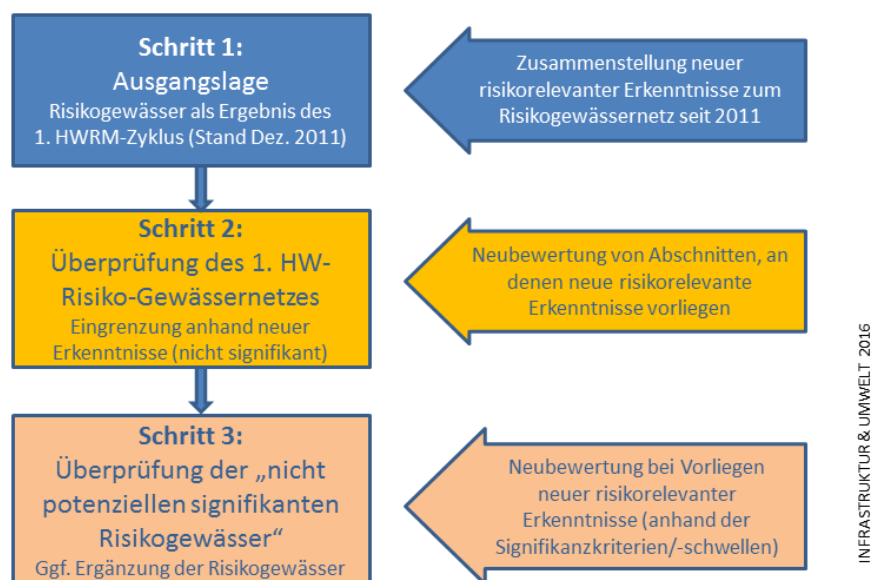 Schritt 1:
Ausgangslage
Risikogewässer als Ergebnis des
1. HWRM-Zyklus (Stand Dez. 2011)
Zusammenstellung neuer
risikorelevanter Erkenntnisse zum
Risikogewässernetz seit 2011
Schritt 2:
Überprüfung des 1. HW-
Risiko-Gewässernetzes
Eingrenzung anhand neuer
Erkenntnisse (nicht signifikant)
Neubewertung von Abschnitten, an
denen neue risikorelevante
Erkenntnisse vorliegen
Schritt 3:
Überprüfung der „nicht
potenziellen signifikanten
Risikogewässer“
Ggf. Ergänzung der Risikogewässer
Neubewertung bei Vorliegen
neuer risikorelevanter
Erkenntnisse (anhand der
Signifikanzkriterien/-schwellen)
INFRASTRUKTUR & UMWELT 2016